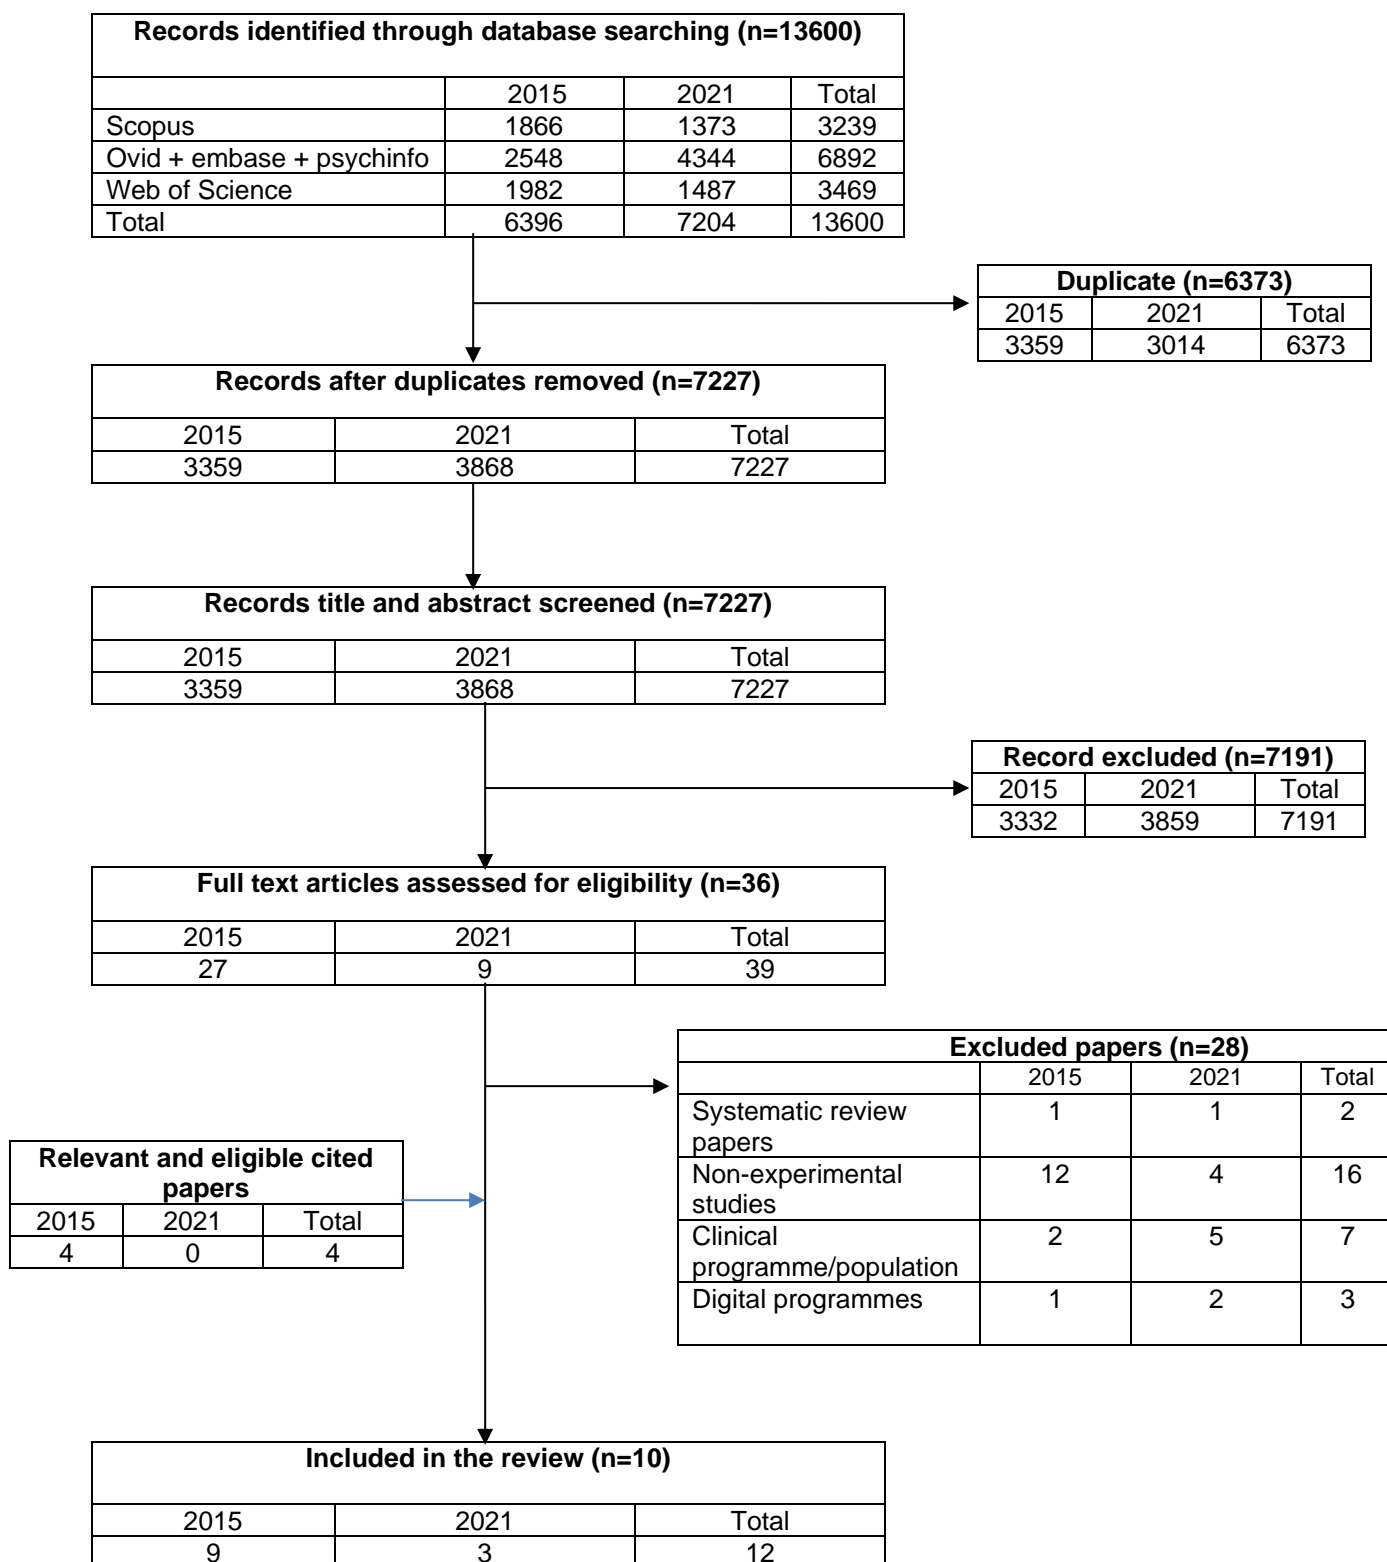 Records identified through database searching (n=13600)
2015 2021 Total
Scopus 1866 1373 3239
Ovid + embase + psychinfo 2548 4344 6892
Web of Science 1982 1487 3469
Total 6396 7204 13600
Duplicate (n=6373)
2015 2021 Total
3359 3014 6373
Records after duplicates removed (n=7227)
2015 2021 Total
3359 3868 7227
Records title and abstract screened (n=7227)
2015 2021 Total
3359 3868 7227
Record excluded (n=7191)
2015 2021 Total
3332 3859 7191
Full text articles assessed for eligibility (n=36)
2015 2021 Total
27 9 39
Excluded papers (n=28)
2015 2021 Total
Systematic review
papers 1 1 2
Non-experimental
studies 12 4 16
Clinical
programme/population 2 5 7
Digital programmes 1 2 3
Relevant and eligible cited
papers
2015 2021 Total
4 0 4
Included in the review (n=10)
2015 2021 Total
9 3 12